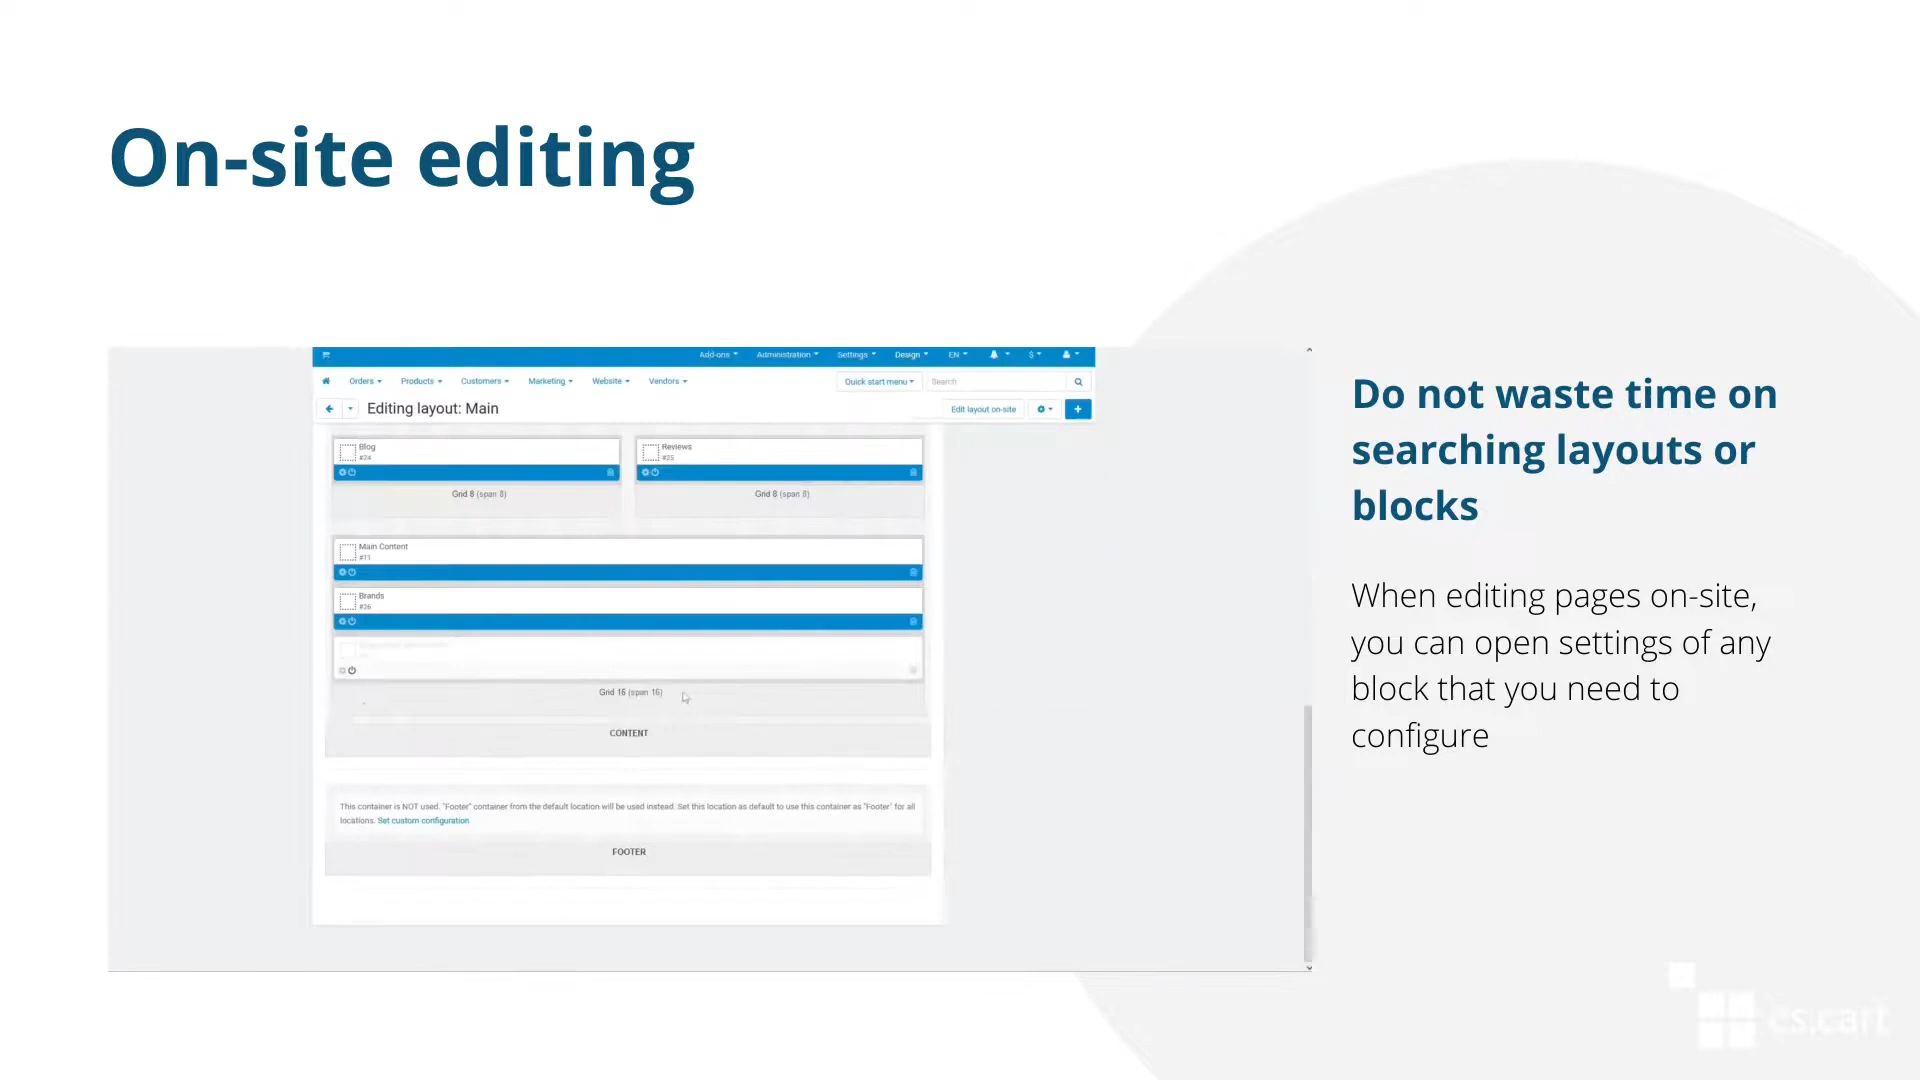 On-site editing
Add-ons Administration Settings Design EN $
Orders Products Customers Marketing Website Vendors Quick start menu Search
Editing layout: Main Edit layout on-site
Blog
#24
Reviews
#25
Grid 8 (span 8) Grid 8 (span 8)
Main Content
#11
Brands
#26
Grid 16 (span 16)
CONTENT
This container is NOT used. "Footer" container from the default location will be used instead. Set this location as default to use this container as "Footer" for all
locations. Set custom configuration
FOOTER
Do not waste time on
searching layouts or
blocks
When editing pages on-site,
you can open settings of any
block that you need to
configure
cs.cart